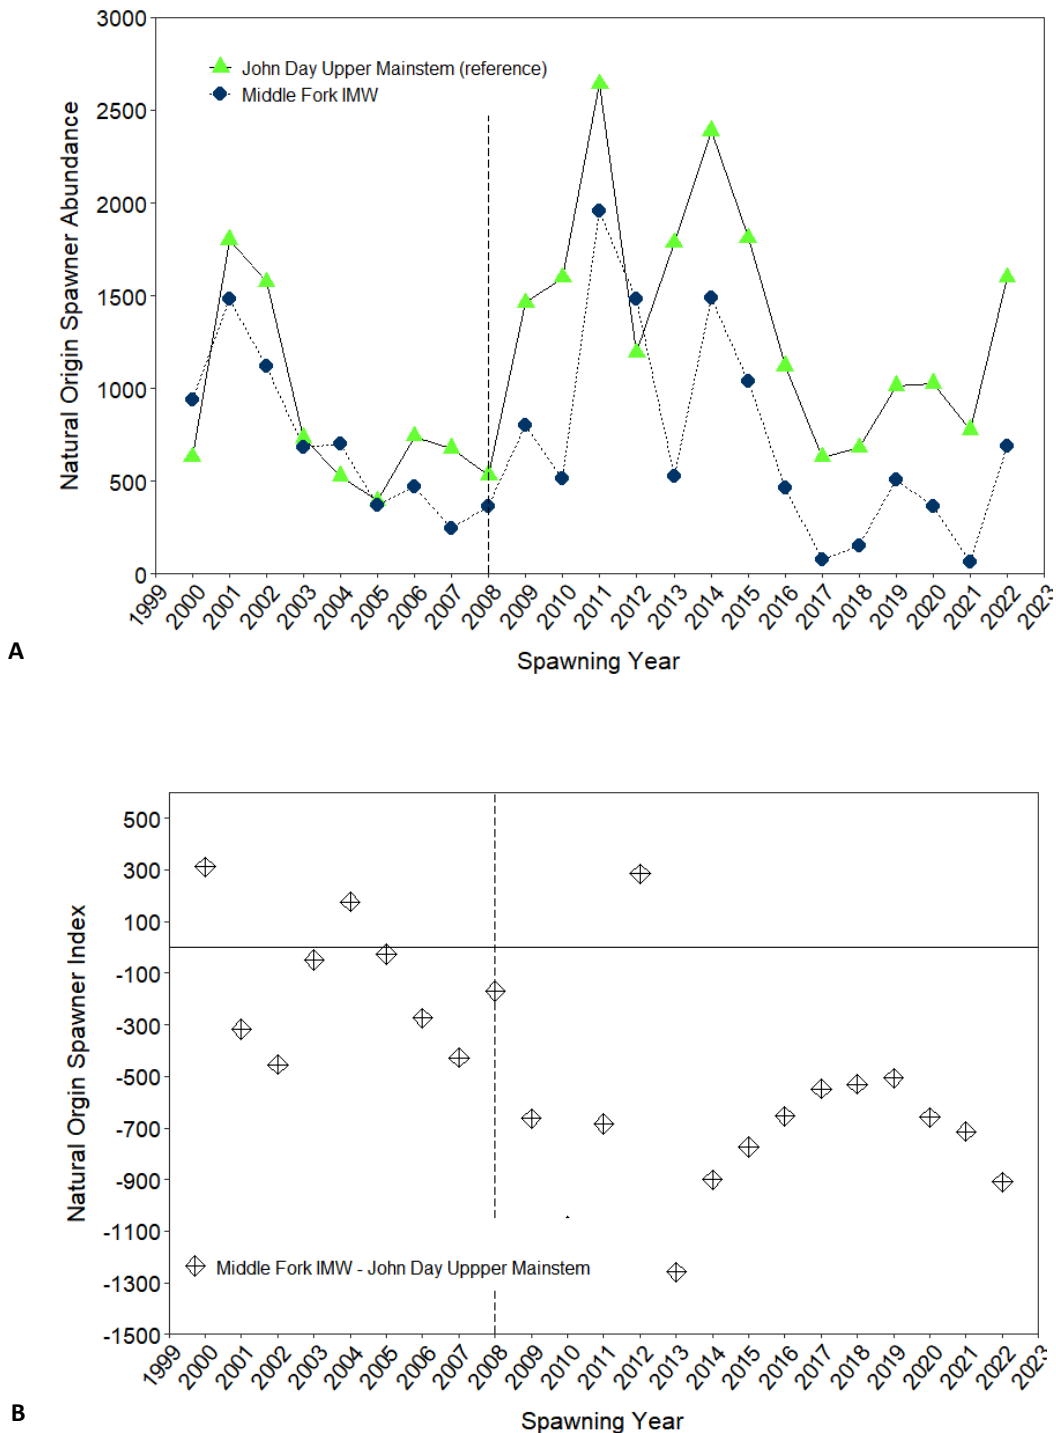 3000
2500
2000
1500
1000
500
0
Natural Origin Spawner Abundance
John Day Upper Mainstem (reference)
Middle Fork IMW
1999 2000 2001 2002 2003 2004 2005 2006 2007 2008 2009 2010 2011 2012 2013 2014 2015 2016 2017 2018 2019 2020 2021 2022 2023
Spawning Year
A
500
300
100
-100
-300
-500
-700
-900
-1100
-1300
-1500
Natural Orgin Spawner Index
Middle Fork IMW - John Day Uppper Mainstem
1999 2000 2001 2002 2003 2004 2005 2006 2007 2008 2009 2010 2011 2012 2013 2014 2015 2016 2017 2018 2019 2020 2021 2022 2023
Spawning Year
B